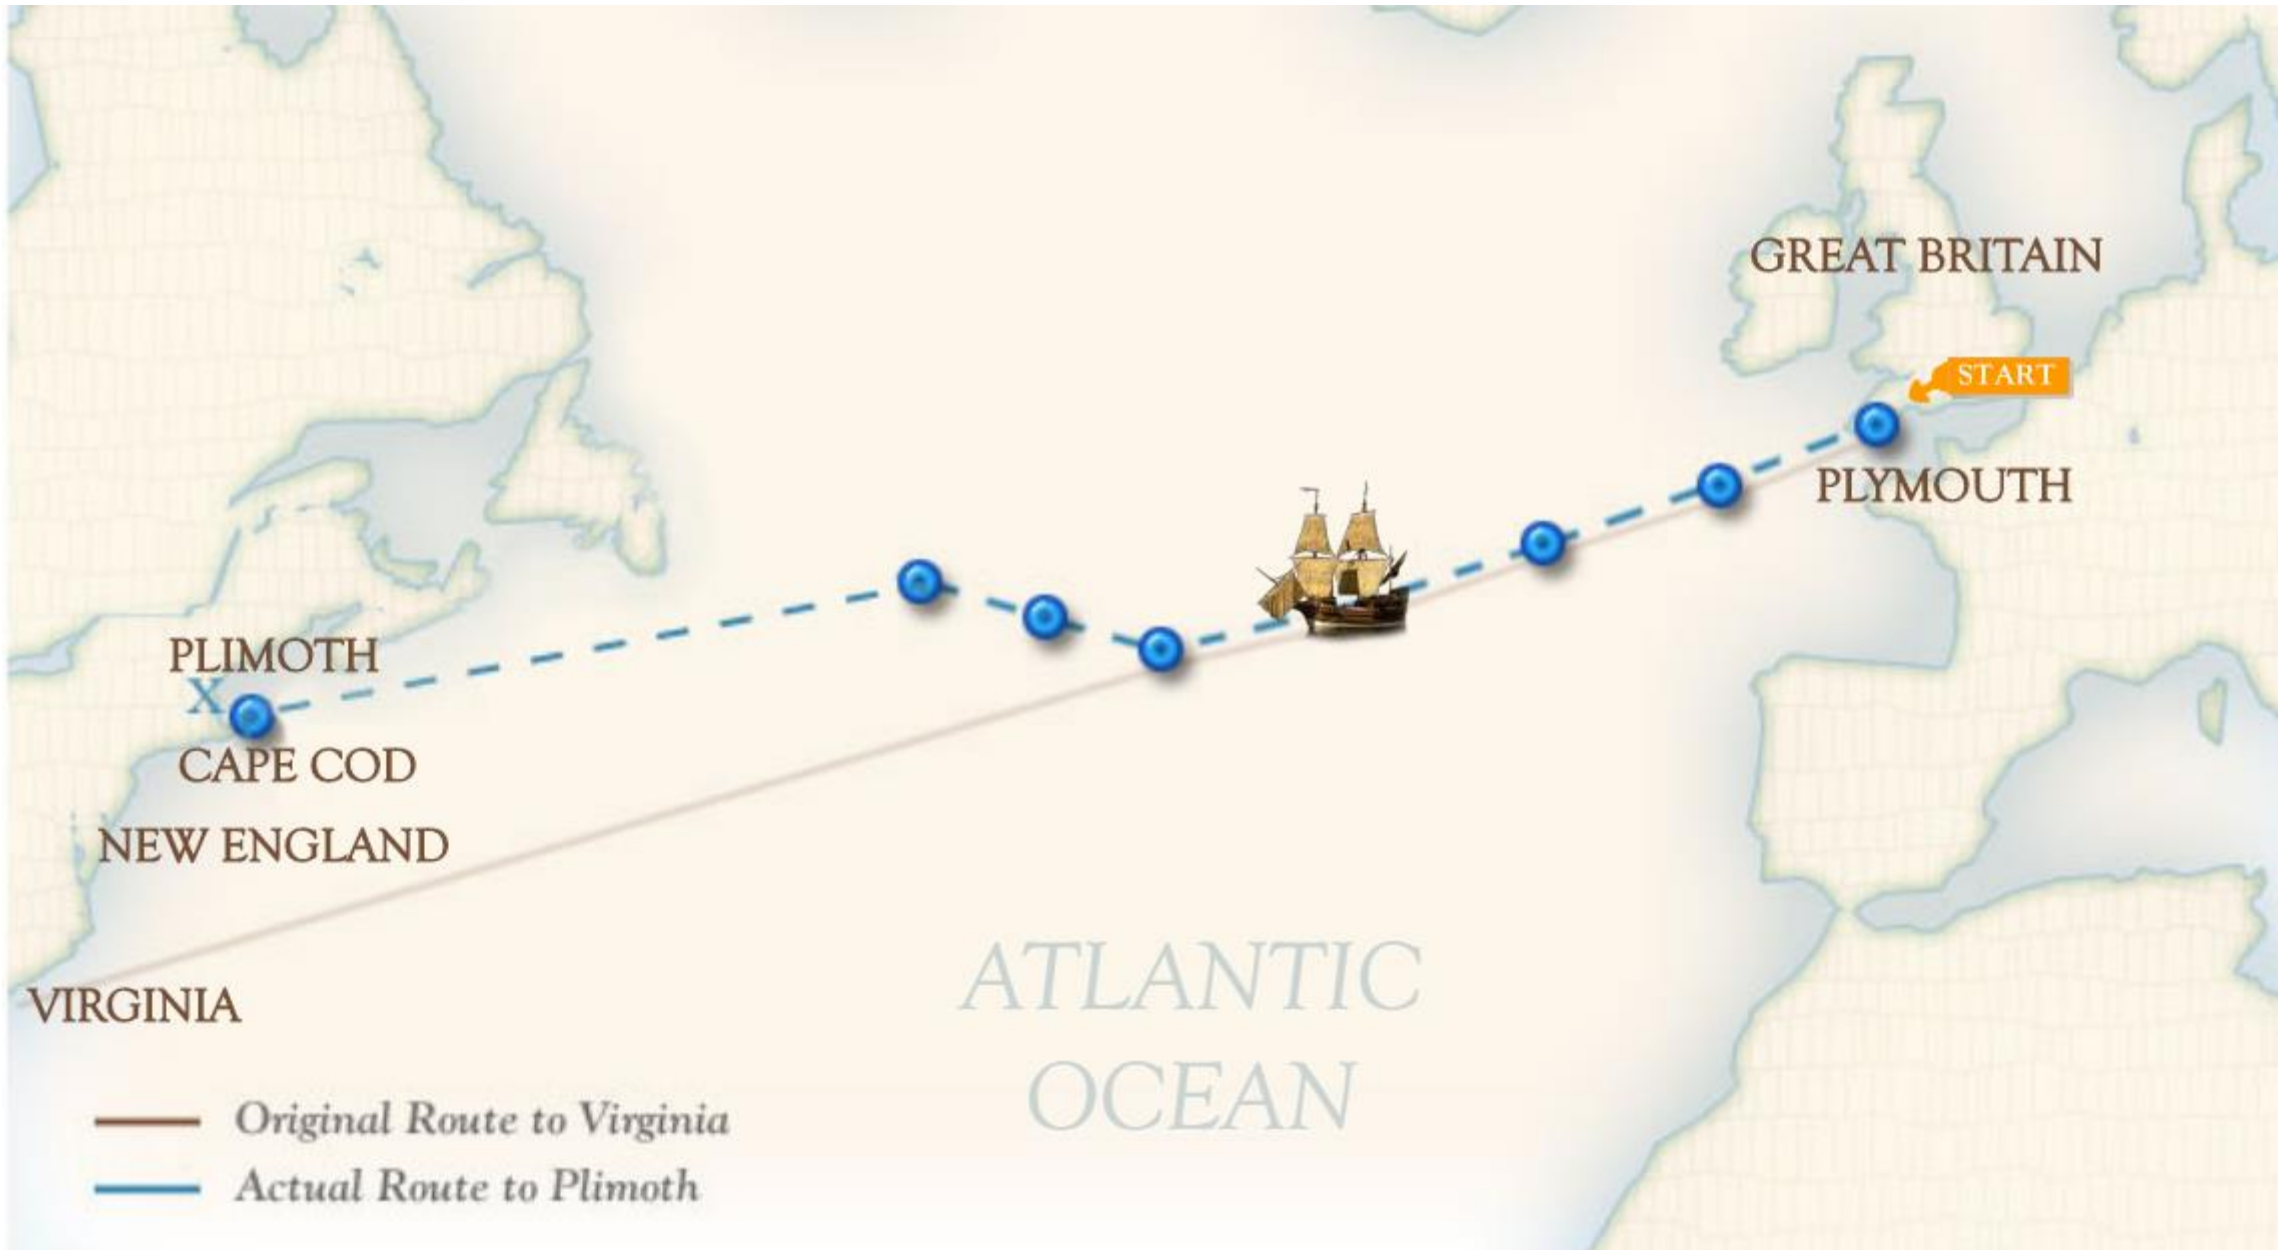 GREAT BRITAIN
START
PLYMOUTH
PLIMOTH
X
CAPE COD
NEW ENGLAND
VIRGINIA
ATLANTIC
OCEAN
Original Route to Virginia
Actual Route to Plimoth